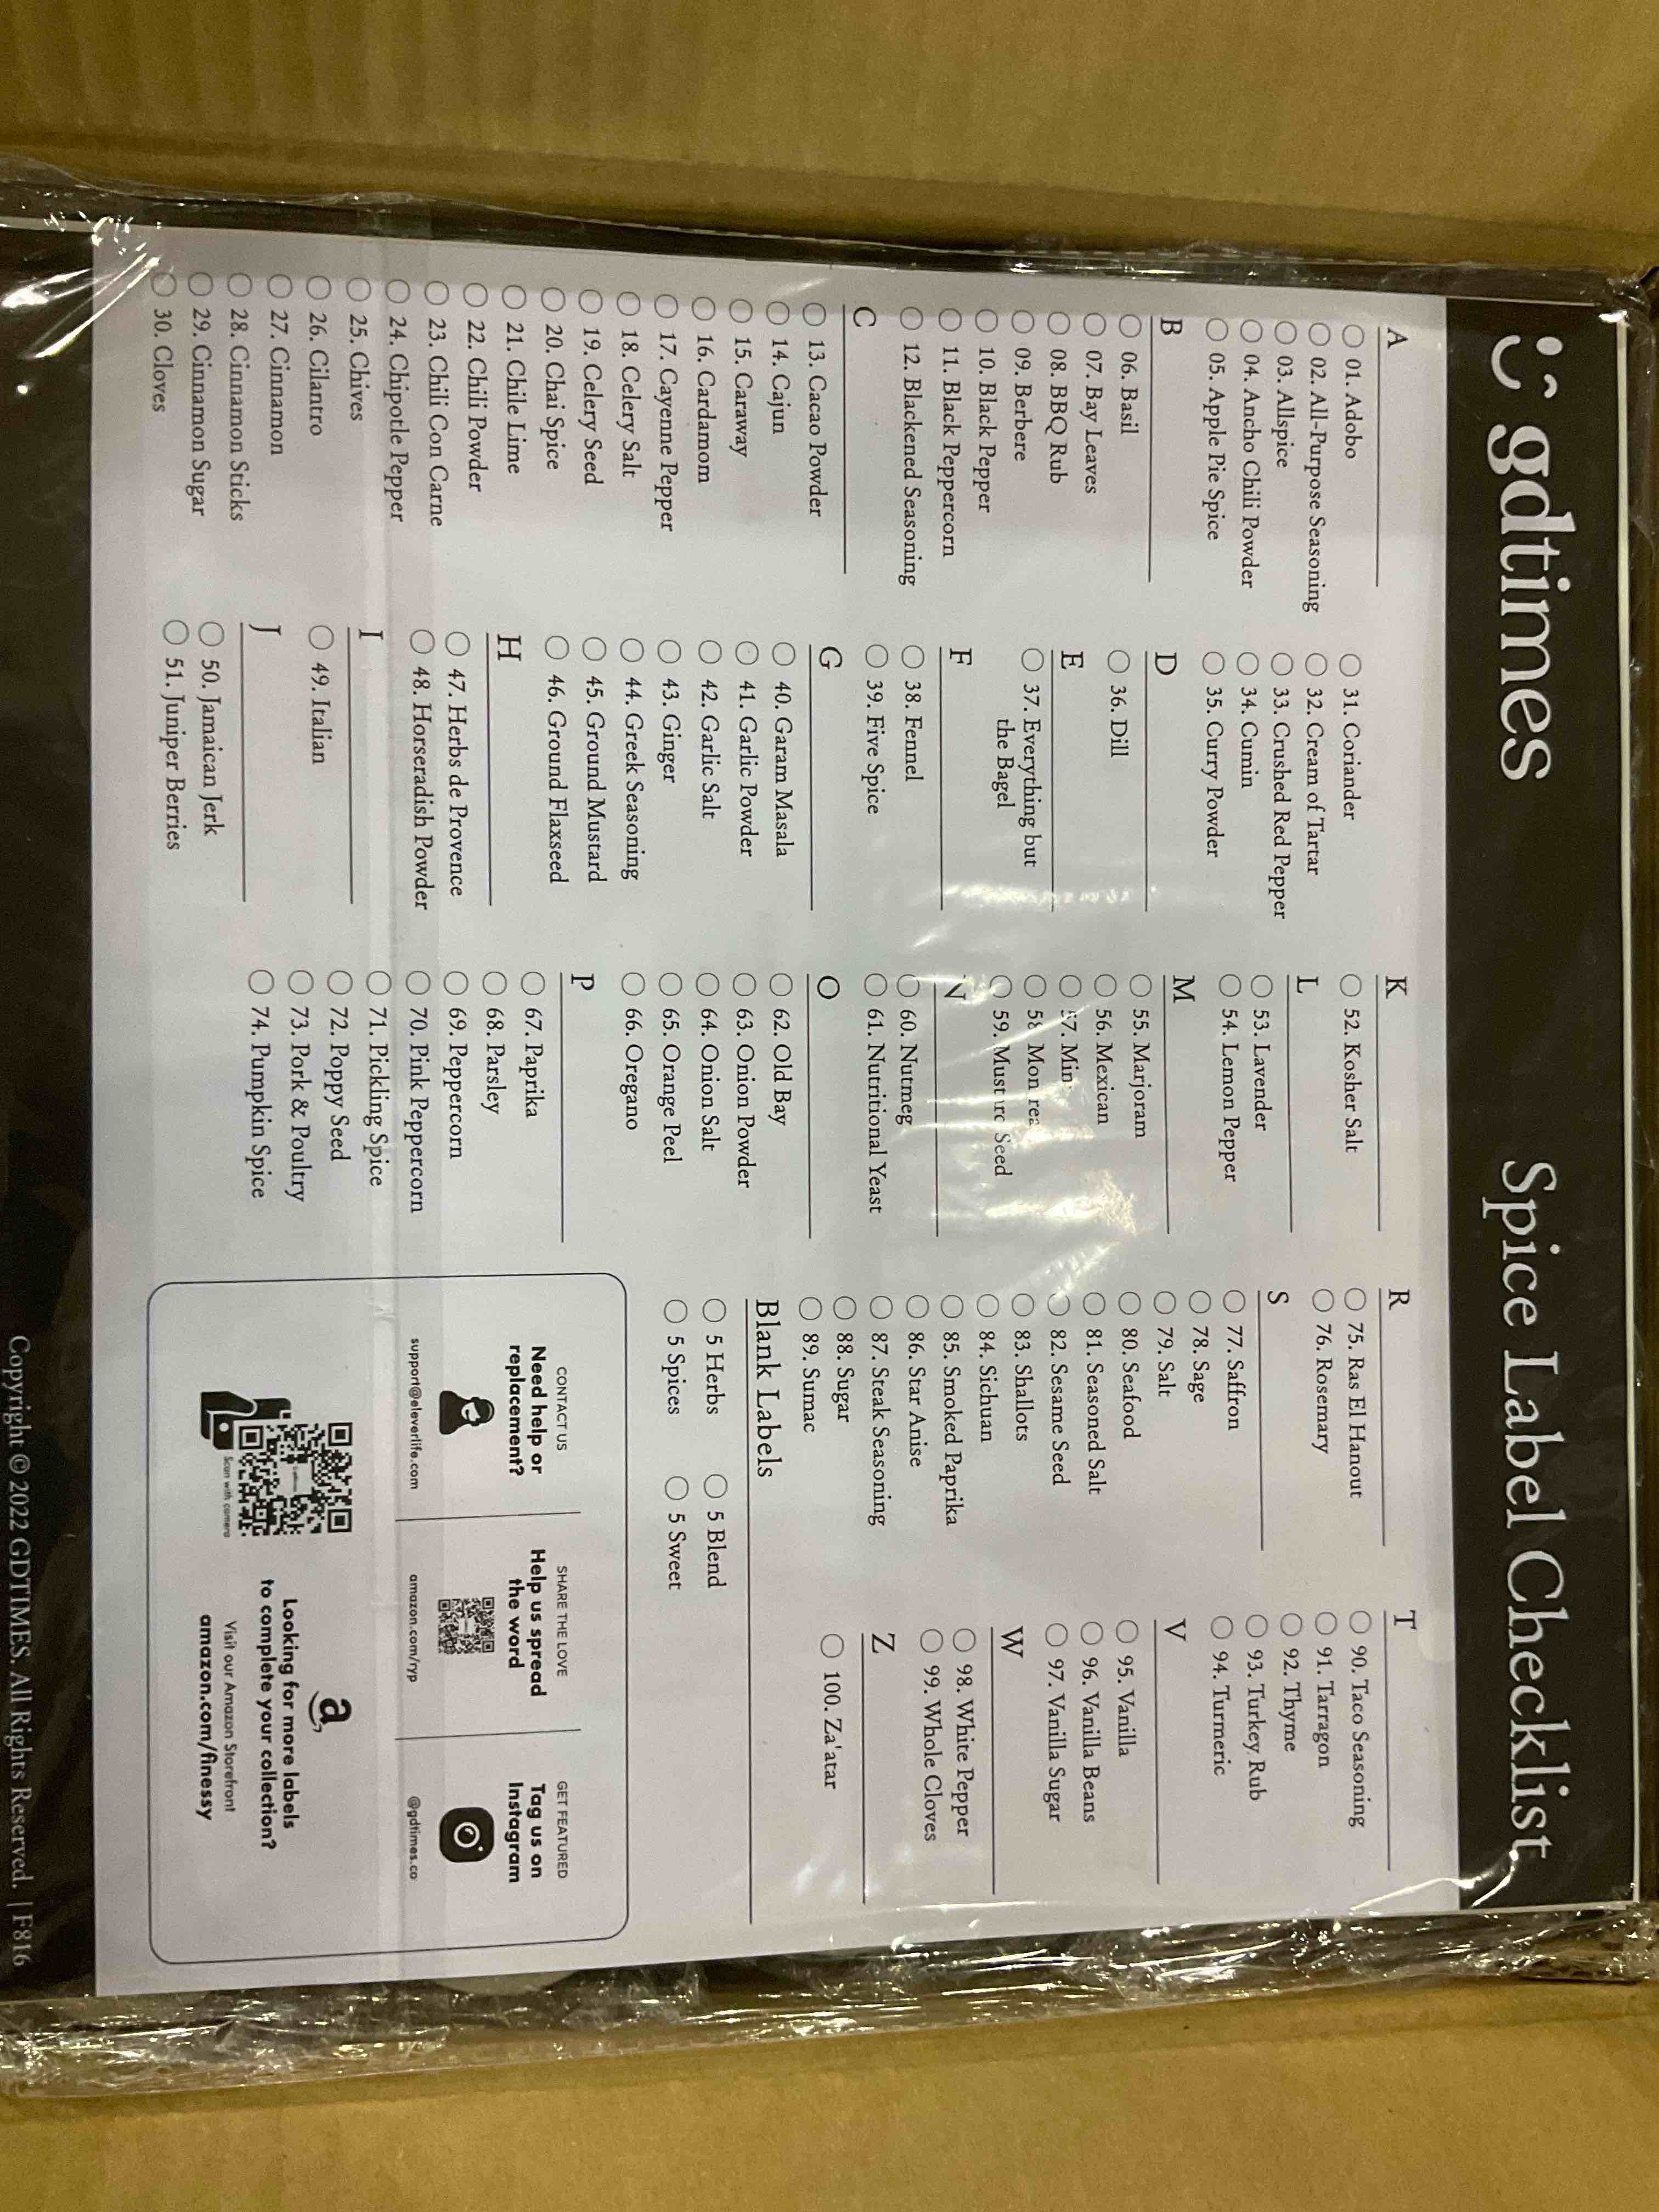 gdtimes
Spice Label Checklist
A
01. Adobo
02. All-Purpose Seasoning
03. Allspice
04. Ancho Chili Powder
05. Apple Pie Spice
B
06. Basil
07. Bay Leaves
08. BBQ Rub
09. Berbere
10. Black Pepper
11. Black Peppercorn
12. Blackened Seasoning
C
13. Cacao Powder
14. Cajun
15. Caraway
16. Cardamom
17. Cayenne Pepper
18. Celery Salt
19. Celery Seed
20. Chai Spice
21. Chile Lime
22. Chili Powder
23. Chili Con Carne
24. Chipotle Pepper
25. Chives
26. Cilantro
27. Cinnamon
28. Cinnamon Sticks
29. Cinnamon Sugar
30. Cloves
31. Coriander
32. Cream of Tartar
33. Crushed Red Pepper
34. Cumin
35. Curry Powder
D
36. Dill
E
37. Everything but
the Bagel
F
38. Fennel
39. Five Spice
G
40. Garam Masala
41. Garlic Powder
42. Garlic Salt
43. Ginger
44. Greek Seasoning
45. Ground Mustard
46. Ground Flaxseed
H
47. Herbs de Provence
48. Horseradish Powder
I
49. Italian
J
50. Jamaican Jerk
51. Juniper Berries
K
52. Kosher Salt
L
53. Lavender
54. Lemon Pepper
M
55. Marjoram
56. Mexican
57.
58.
59. Mustard Seed
N
60. Nutmeg
61. Nutritional Yeast
O
62. Old Bay
63. Onion Powder
64. Onion Salt
65. Orange Peel
66. Oregano
P
67. Paprika
68. Parsley
69. Peppercorn
70. Pink Peppercorn
71. Pickling Spice
72. Poppy Seed
73. Pork & Poultry
74. Pumpkin Spice
R
75. Ras El Hanout
76. Rosemary
S
77. Saffron
78. Sage
79. Salt
80. Seafood
81. Seasoned Salt
82. Sesame Seed
83. Shallots
84. Sichuan
85. Smoked Paprika
86. Star Anise
87. Steak Seasoning
88. Sugar
89. Sumac
T
90. Taco Seasoning
91. Tarragon
92. Thyme
93. Turkey Rub
94. Turmeric
V
95. Vanilla
96. Vanilla Beans
97. Vanilla Sugar
W
98. White Pepper
99. Whole Cloves
Z
100. Za'atar
Blank Labels
5 Herbs
5 Blend
5 Spices
5 Sweet
CONTACT US
Need help or
replacement?
support@eleverlife.com
SHARE THE LOVE
Help us spread
the word
amazon.com/ryp
GET FEATURED
Tag us on
Instagram
@gdtimes.co
Scan with camera
a
Looking for more labels
to complete your collection?
Visit our Amazon Storefront
amazon.com/finessy
Copyright © 2022 GDTIMES. All Rights Reserved. | F816